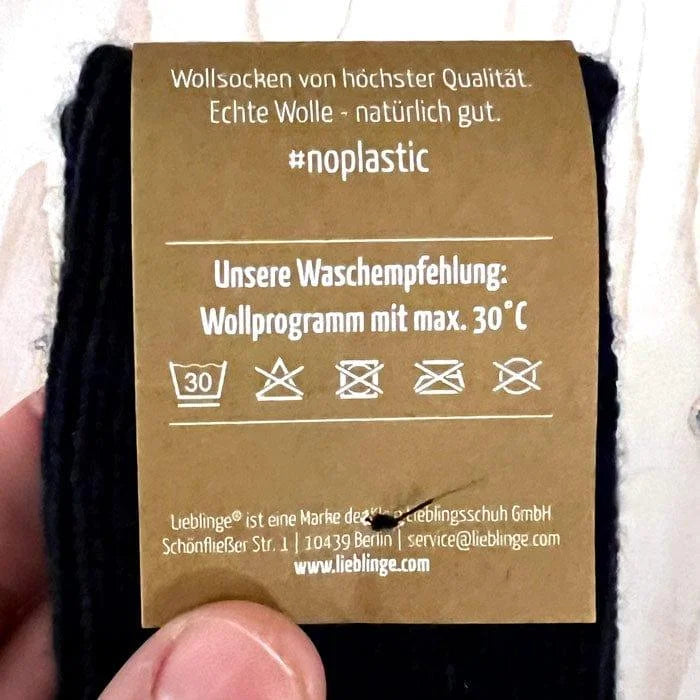 Wollsocken von höchster Qualität.
Echte Wolle - natürlich gut.
#noplastic
Unsere Waschempfehlung:
Wollprogramm mit max. 30°C
30
Lieblinge® ist eine Marke Lieblingsschuh GmbH
Schönfließer Str. 1 | 10439 Berlin | service@lieblinge.com
www.lieblinge.com